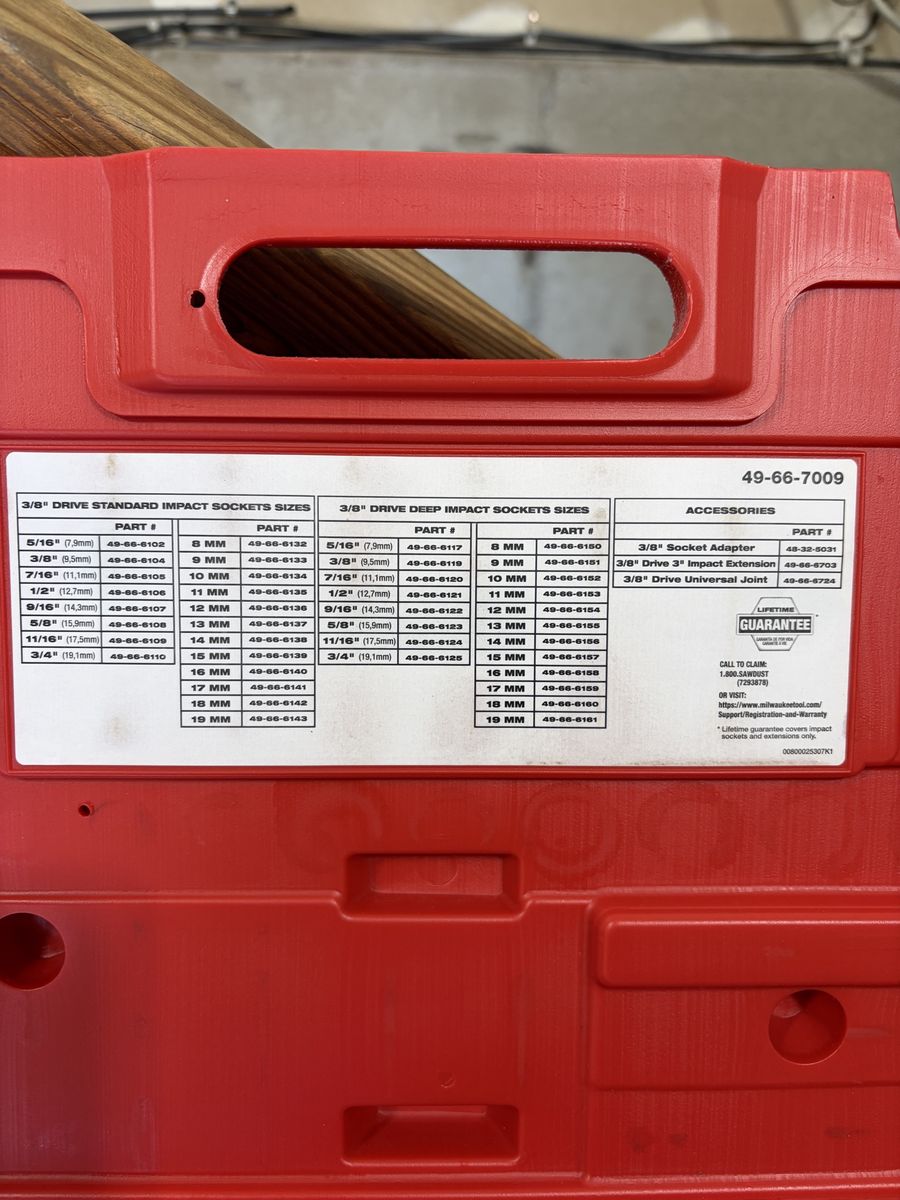 49-66-7009
3/8" DRIVE STANDARD IMPACT SOCKETS SIZES
PART #
5/16" (7,9mm) 49-66-6102
3/8" (9,5mm) 49-66-6104
7/16" (11,1mm) 49-66-6105
1/2" (12,7mm) 49-66-6106
9/16" (14,3mm) 49-66-6107
5/8" (15,9mm) 49-66-6108
11/16" (17,5mm) 49-66-6109
3/4" (19,1mm) 49-66-6110
PART #
8 MM 49-66-6132
9 MM 49-66-6133
10 MM 49-66-6134
11 MM 49-66-6135
12 MM 49-66-6136
13 MM 49-66-6137
14 MM 49-66-6138
15 MM 49-66-6139
16 MM 49-66-6140
17 MM 49-66-6141
18 MM 49-66-6142
19 MM 49-66-6143
3/8" DRIVE DEEP IMPACT SOCKETS SIZES
PART #
5/16" (7,9mm) 49-66-6117
3/8" (9,5mm) 49-66-6119
7/16" (11,1mm) 49-66-6120
1/2" (12,7mm) 49-66-6121
9/16" (14,3mm) 49-66-6122
5/8" (15,9mm) 49-66-6123
11/16" (17,5mm) 49-66-6124
3/4" (19,1mm) 49-66-6125
PART #
8 MM 49-66-6150
9 MM 49-66-6151
10 MM 49-66-6152
11 MM 49-66-6153
12 MM 49-66-6154
13 MM 49-66-6155
14 MM 49-66-6156
15 MM 49-66-6157
16 MM 49-66-6158
17 MM 49-66-6159
18 MM 49-66-6160
19 MM 49-66-6161
ACCESSORIES
PART #
3/8" Socket Adapter 48-32-5031
3/8" Drive 3" Impact Extension 49-66-6703
3/8" Drive Universal Joint 49-66-6724
LIFETIME
GUARANTEE
GARANTÍA DE POR VIDA
GARANTIE À VIE
CALL TO CLAIM:
1.800.SAWDUST
(7293878)
OR VISIT:
https://www.milwaukeetool.com/
Support/Registration-and-Warranty
* Lifetime guarantee covers impact
sockets and extensions only.
00800025307K1